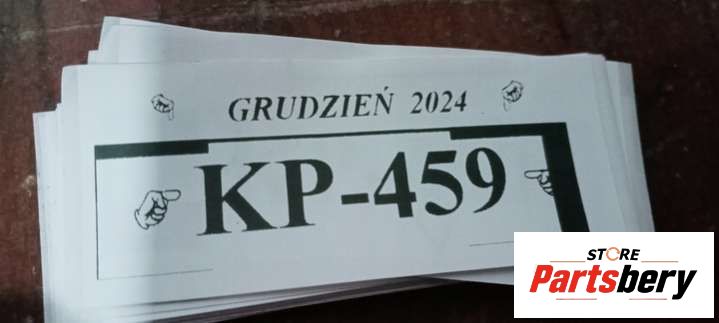 GRUDZIEŃ 2024
KP-459
STORE
Partsbery